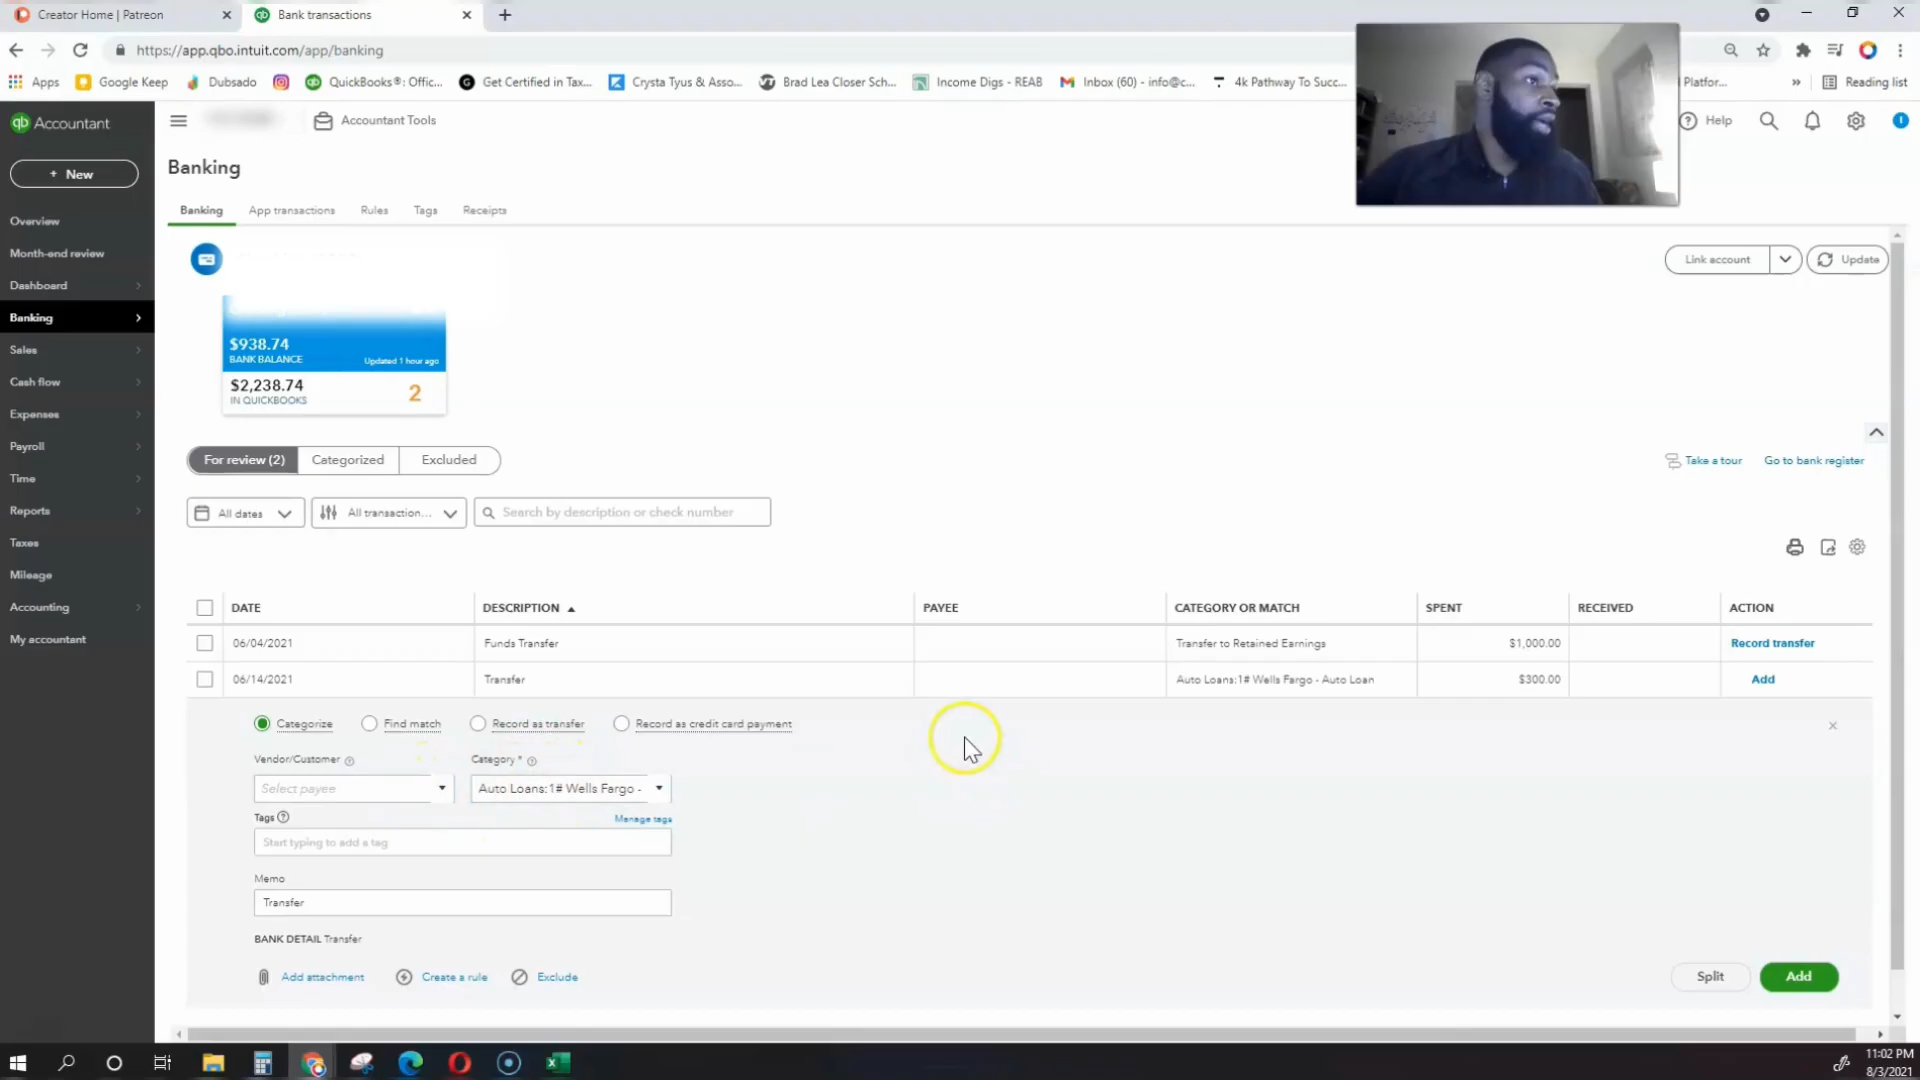 Creator Home | Patreon
Bank transactions
https://app.qbo.intuit.com/app/banking
Apps
Google Keep
Dubsado
QuickBooks®: Offic...
Get Certified in Tax...
Crysta Tyus & Asso...
Brad Lea Closer Sch...
Income Digs - REAB
Inbox (60) - info@c...
4k Pathway To Succ...
Platfor...
Reading list
qb Accountant
Accountant Tools
Help
+ New
Banking
Banking App transactions Rules Tags Receipts
Overview
Month-end review
Dashboard
Banking
Sales
Cash flow
Expenses
Payroll
Time
Reports
Taxes
Mileage
Accounting
My accountant
Link account
Update
$938.74
BANK BALANCE Updated 1 hour ago
$2,238.74
IN QUICKBOOKS
2
For review (2) Categorized Excluded
Take a tour Go to bank register
All dates All transaction... Search by description or check number
DATE DESCRIPTION PAYEE CATEGORY OR MATCH SPENT RECEIVED ACTION
06/04/2021 Funds Transfer Transfer to Retained Earnings $1,000.00 Record transfer
06/14/2021 Transfer Auto Loans:1# Wells Fargo - Auto Loan $300.00 Add
Categorize Find match Record as transfer Record as credit card payment
Vendor/Customer Category *
Select payee Auto Loans:1# Wells Fargo -
Tags Manage tags
Start typing to add a tag
Memo
Transfer
BANK DETAIL Transfer
Add attachment Create a rule Exclude
Split Add
11:02 PM
8/3/2021